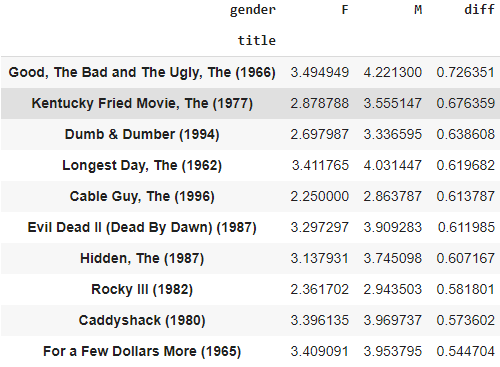 gender F M diff
title
Good, The Bad and The Ugly, The (1966) 3.494949 4.221300 0.726351
Kentucky Fried Movie, The (1977) 2.878788 3.555147 0.676359
Dumb & Dumber (1994) 2.697987 3.336595 0.638608
Longest Day, The (1962) 3.411765 4.031447 0.619682
Cable Guy, The (1996) 2.250000 2.863787 0.613787
Evil Dead II (Dead By Dawn) (1987) 3.297297 3.909283 0.611985
Hidden, The (1987) 3.137931 3.745098 0.607167
Rocky III (1982) 2.361702 2.943503 0.581801
Caddyshack (1980) 3.396135 3.969737 0.573602
For a Few Dollars More (1965) 3.409091 3.953795 0.544704